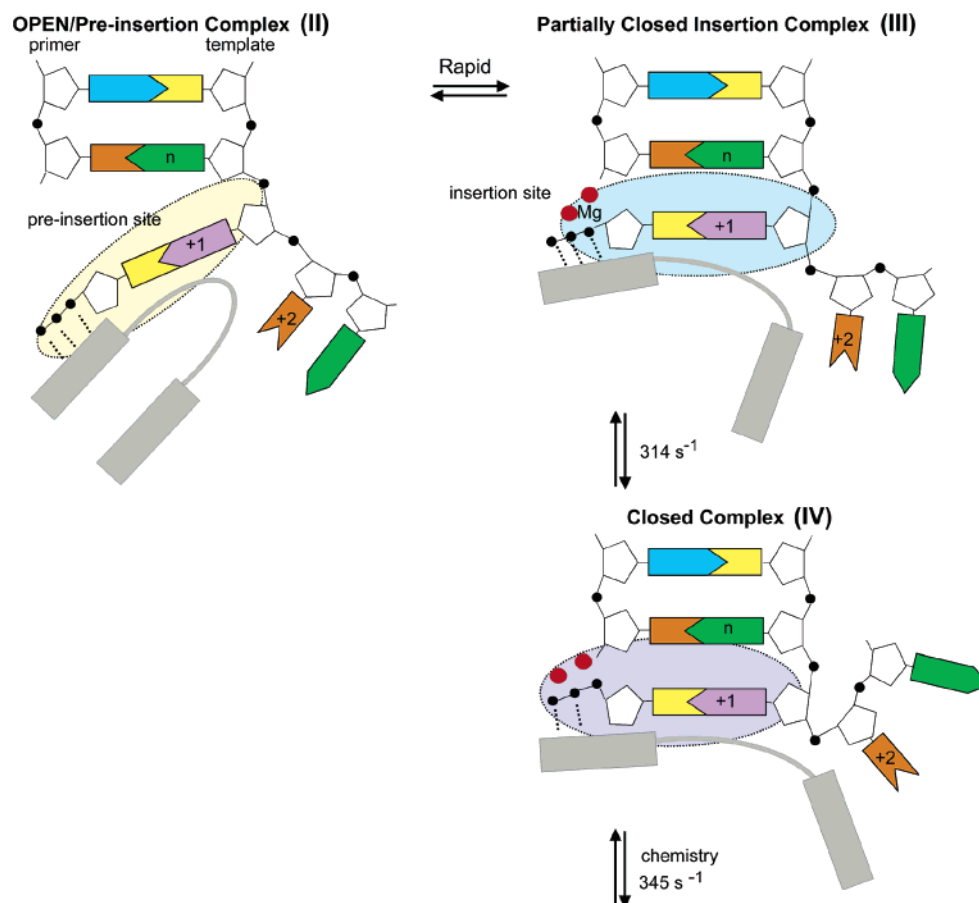 OPEN/Pre-insertion Complex (II)
primer
template
n
pre-insertion site
+1
+2
Rapid
Partially Closed Insertion Complex (III)
n
insertion site
Mg
+1
+2
314 s⁻¹
Closed Complex (IV)
n
+1
+2
chemistry
345 s⁻¹